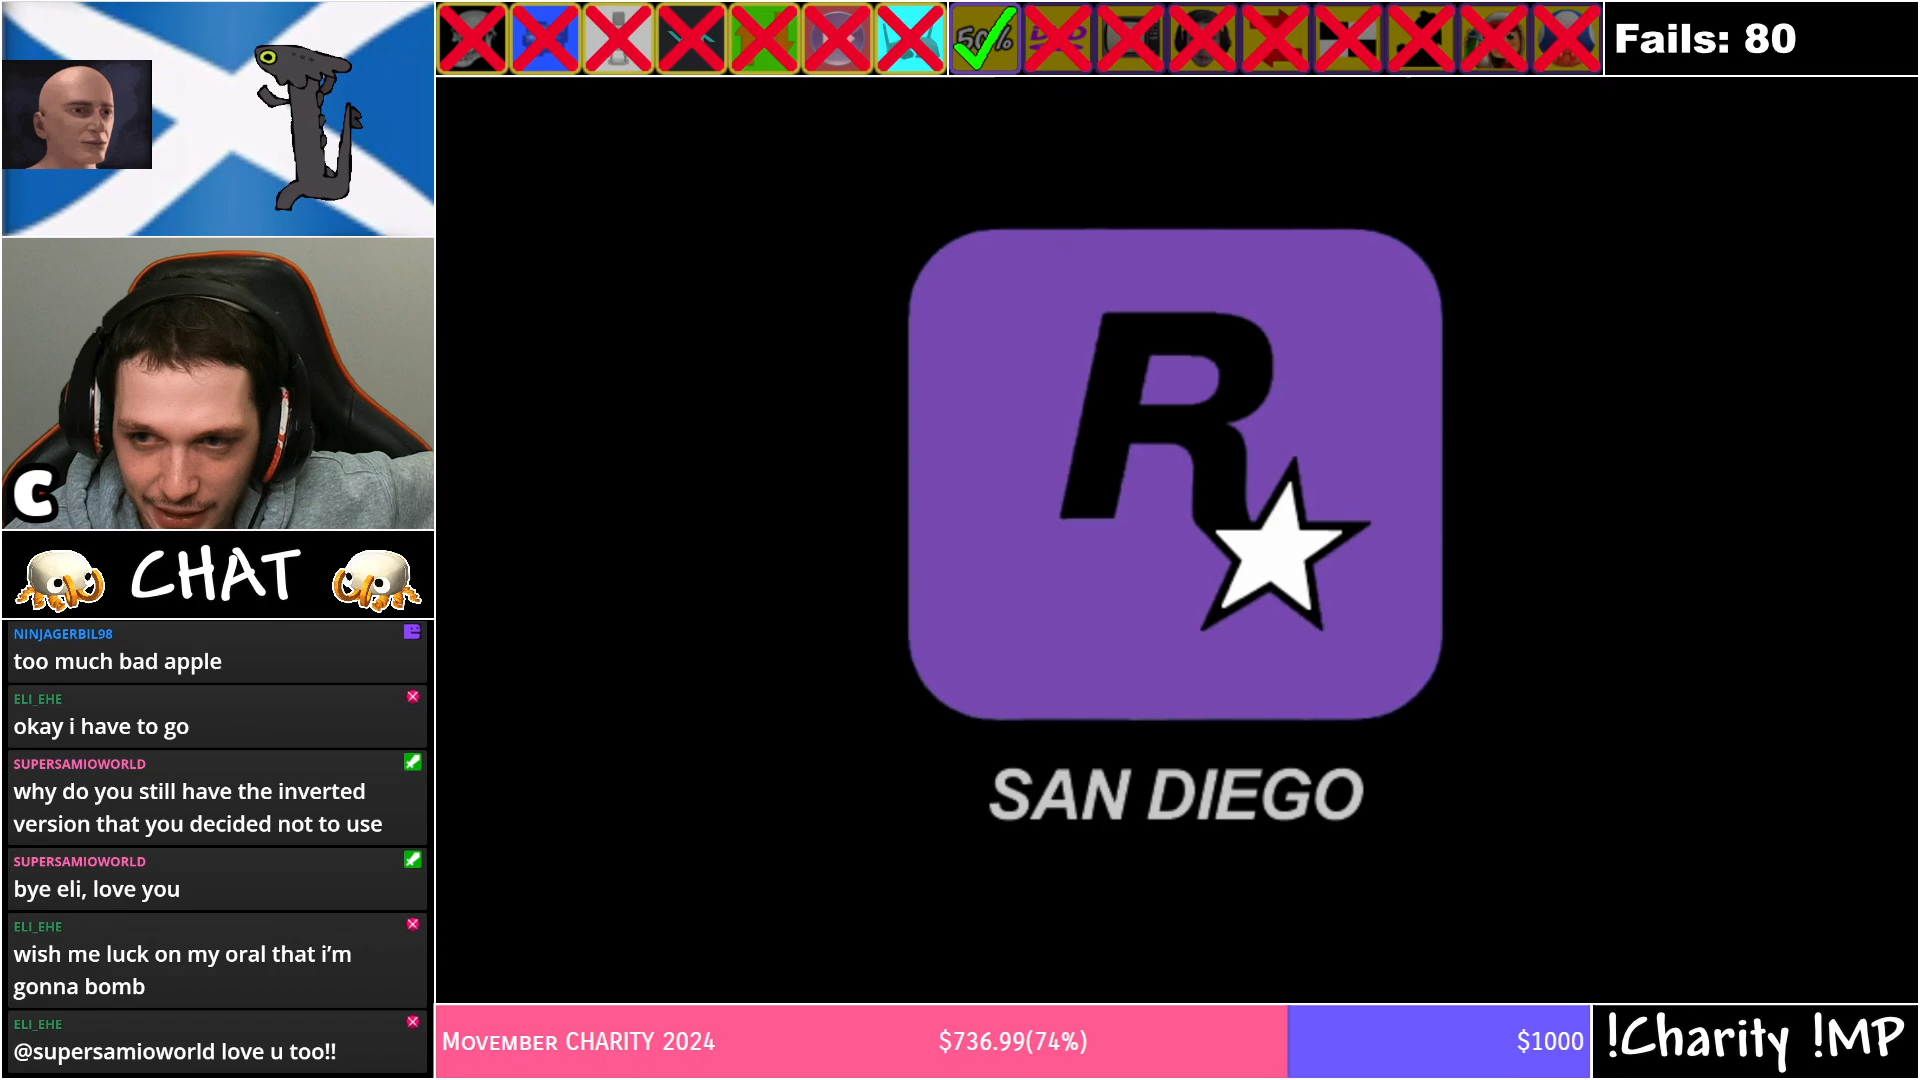 50%
Fails: 80
C
CHAT
NINJAGERBIL98
too much bad apple
ELI_EHE
okay i have to go
SUPERSAMIOWORLD
why do you still have the inverted
version that you decided not to use
SUPERSAMIOWORLD
bye eli, love you
ELI_EHE
wish me luck on my oral that i’m
gonna bomb
ELI_EHE
@supersamioworld love u too!!
R
SAN DIEGO
MOVEMBER CHARITY 2024 $736.99(74%) $1000
!Charity !MP